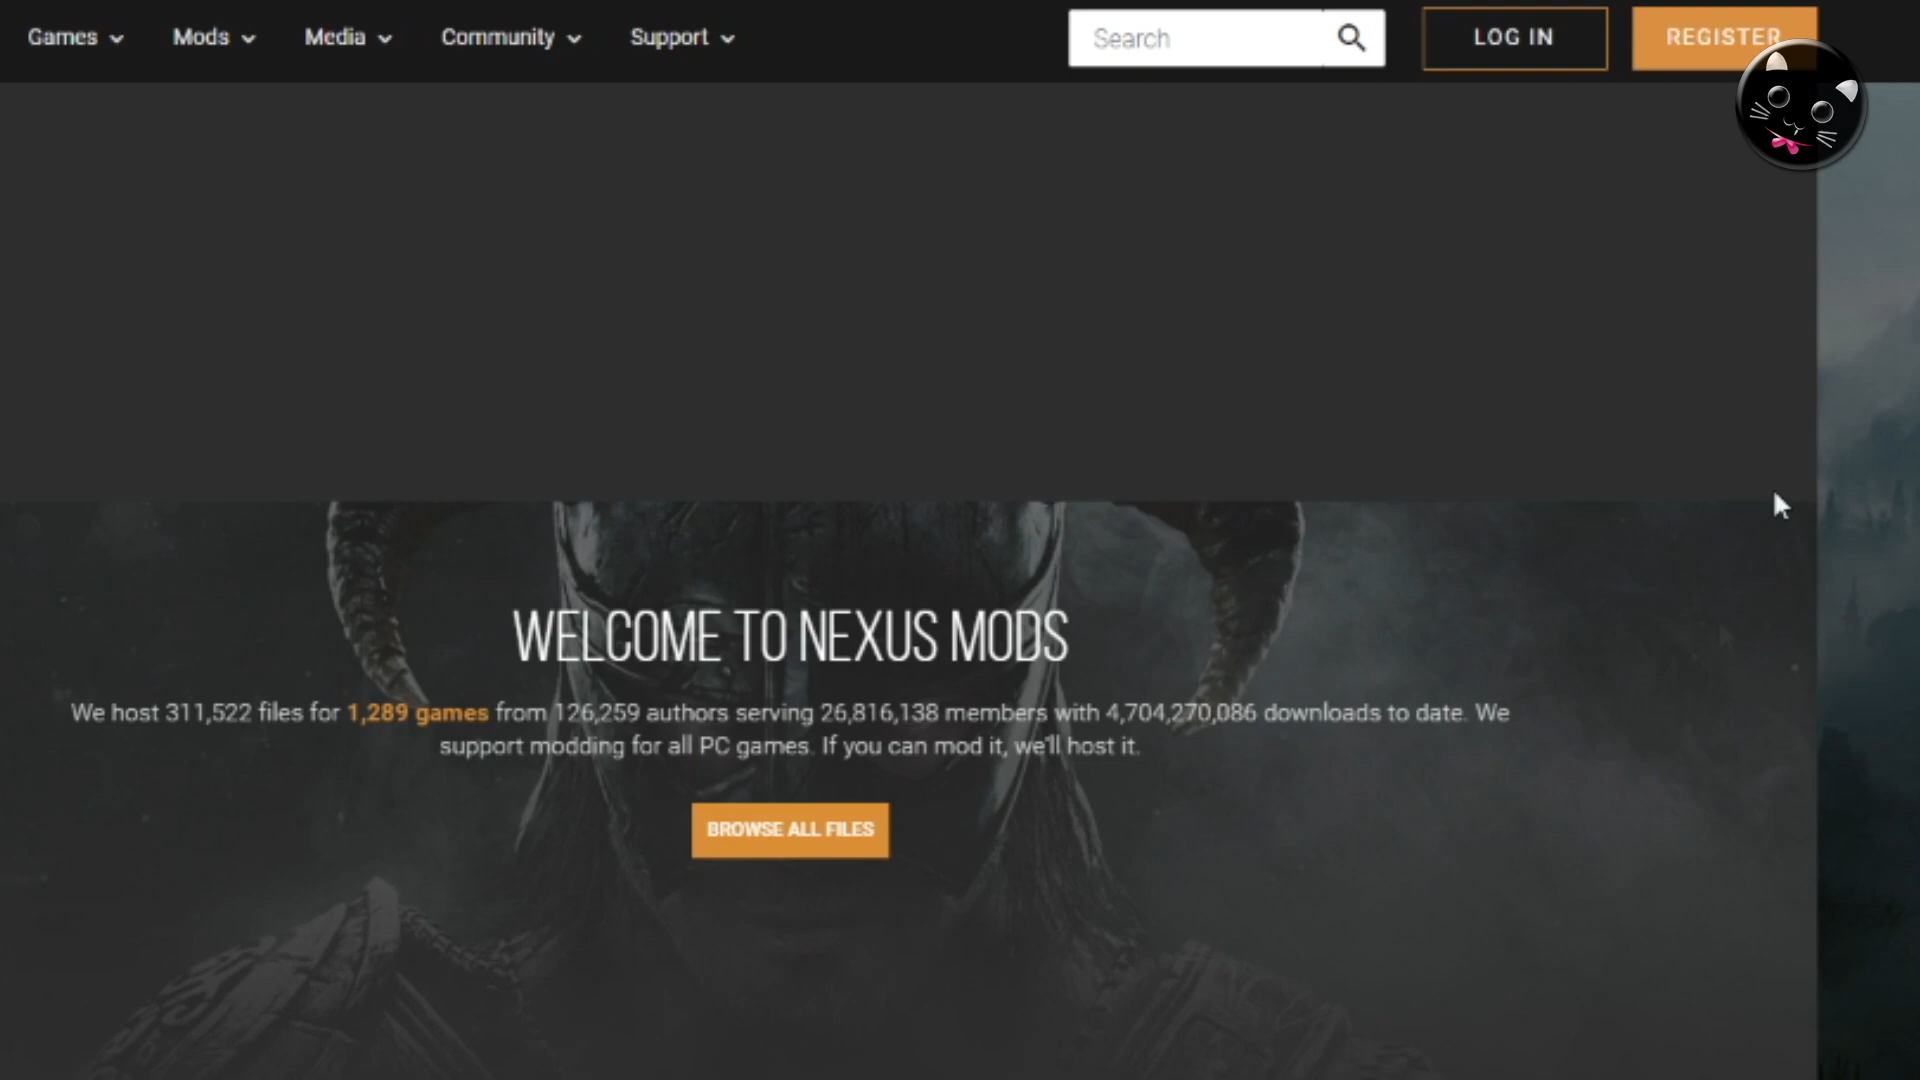 Games
Mods
Media
Community
Support
Search
LOG IN
REGISTER
WELCOME TO NEXUS MODS
We host 311,522 files for 1,289 games from 126,259 authors serving 26,816,138 members with 4,704,270,086 downloads to date. We
support modding for all PC games. If you can mod it, we'll host it.
BROWSE ALL FILES